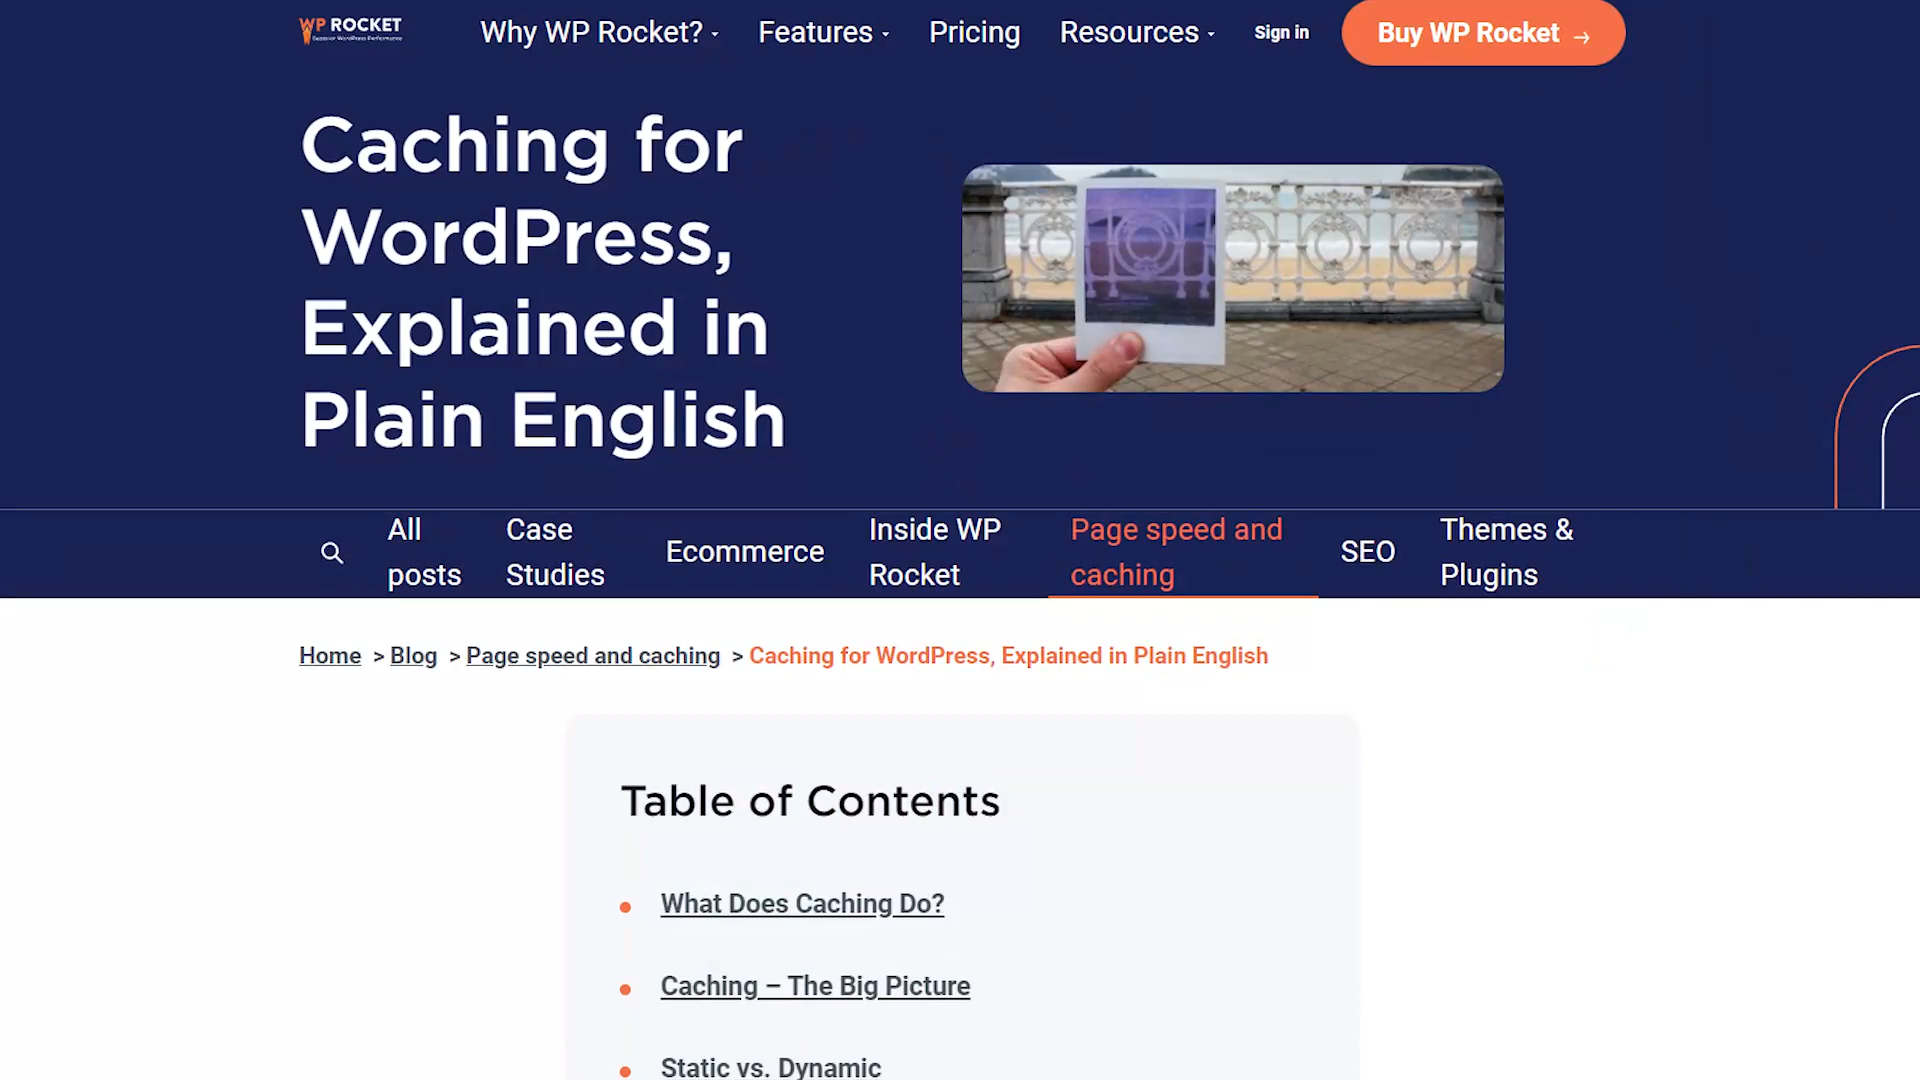 WP ROCKET
Superior WordPress Performance
Why WP Rocket?
Features
Pricing
Resources
Sign in
Buy WP Rocket →
Caching for
WordPress,
Explained in
Plain English
All
posts
Case
Studies
Ecommerce
Inside WP
Rocket
Page speed and
caching
SEO
Themes &
Plugins
Home > Blog > Page speed and caching > Caching for WordPress, Explained in Plain English
Table of Contents
What Does Caching Do?
Caching – The Big Picture
Static vs. Dynamic